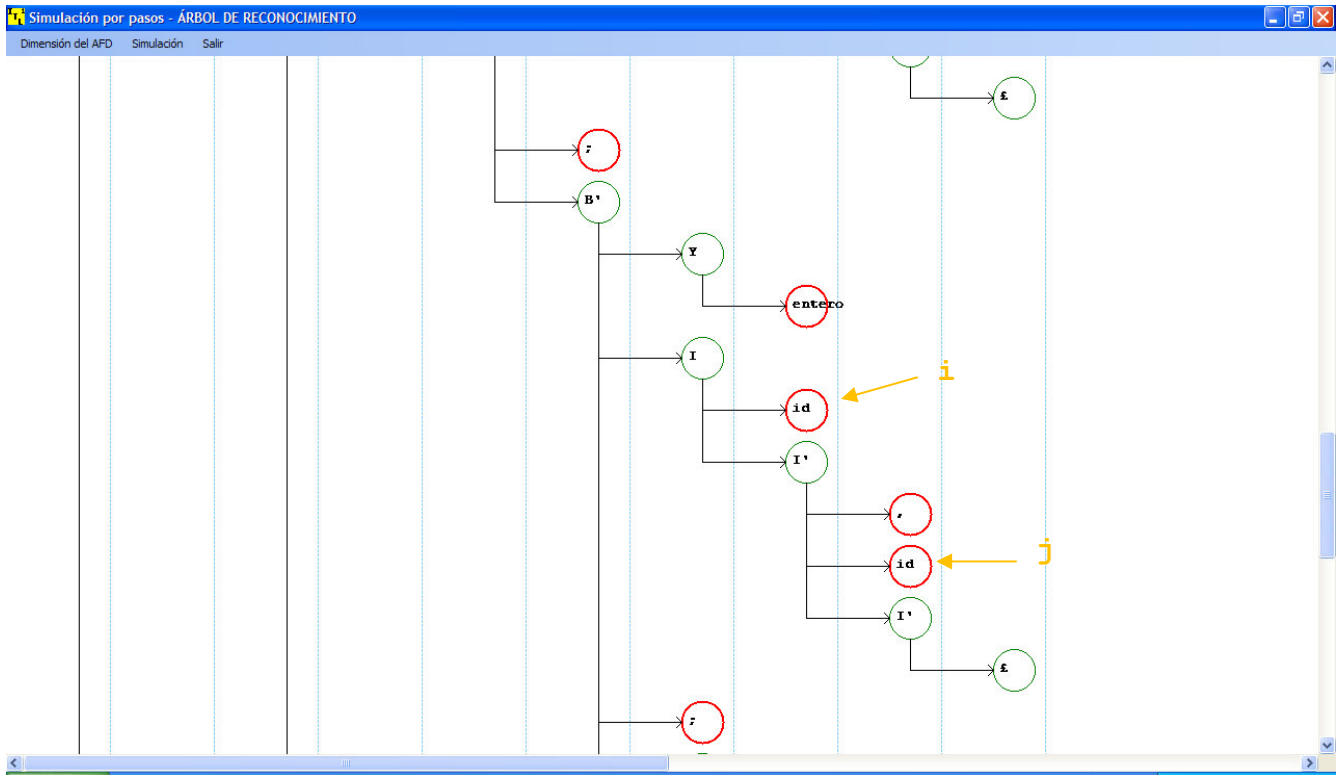 Simulación por pasos - ÁRBOL DE RECONOCIMIENTO
Dimensión del AFD Simulación Salir
£
;
B'
Y
entero
I
i
id
I'
,
j
id
I'
£
;